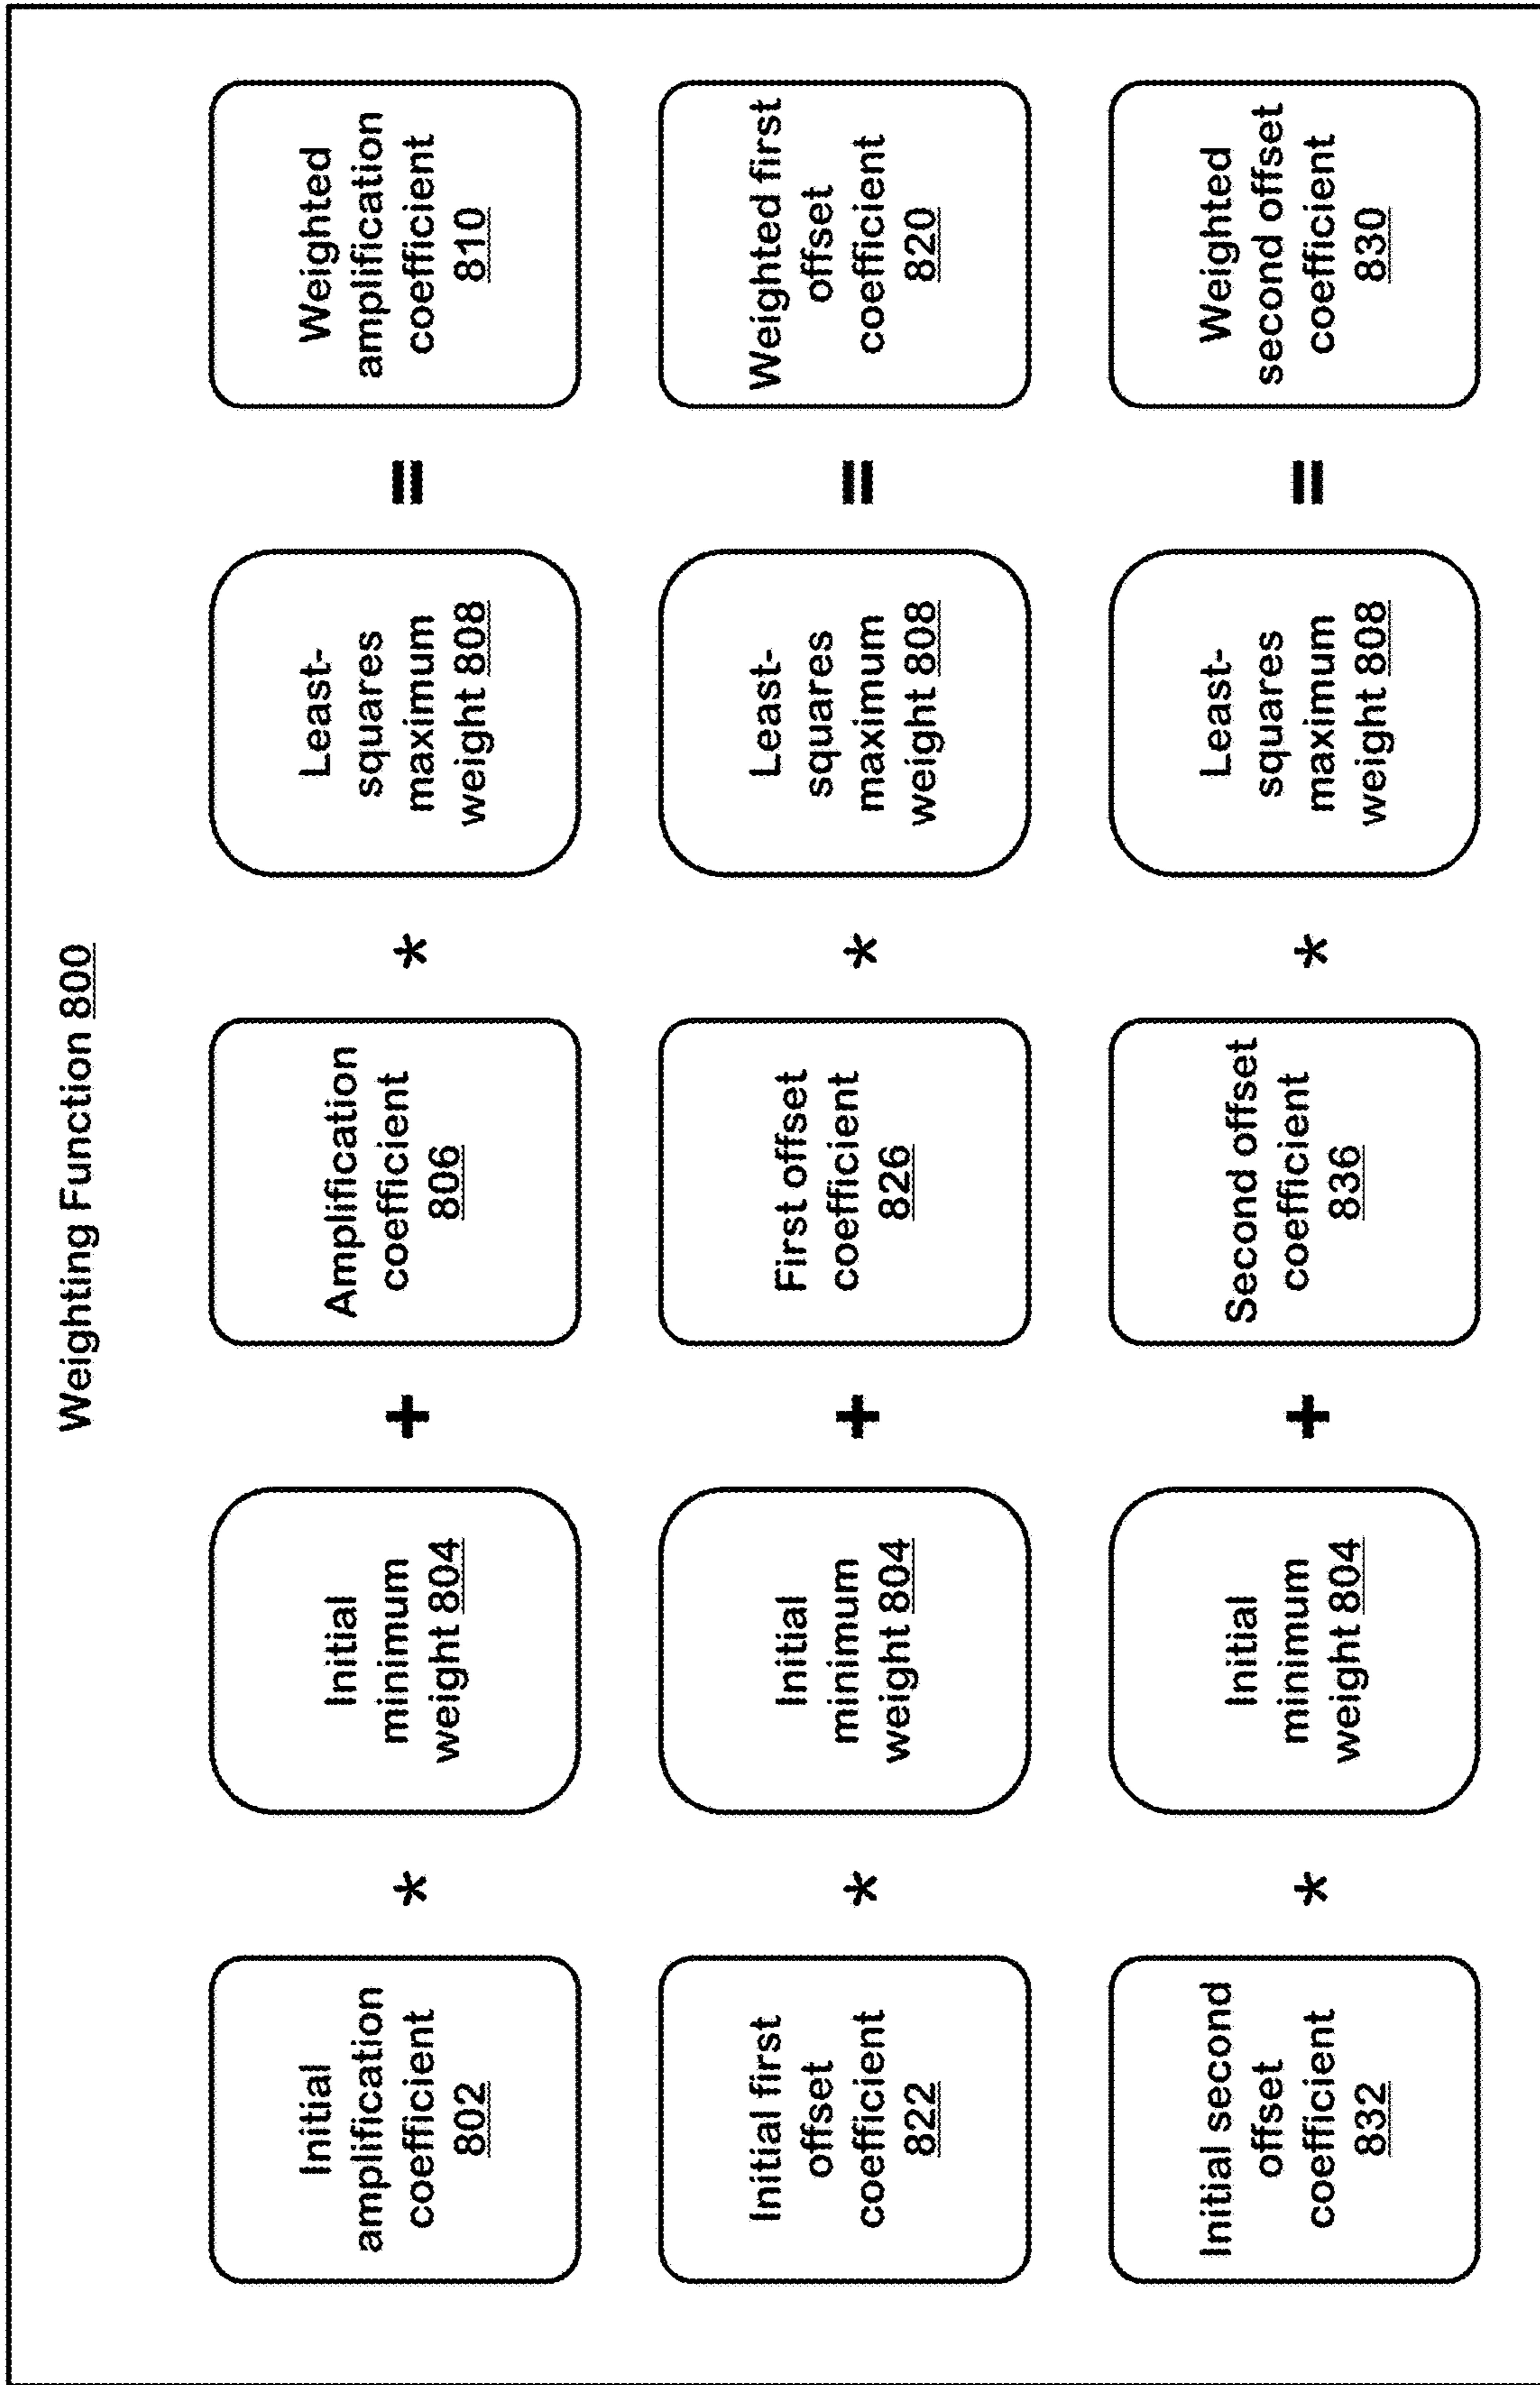 Weighting Function 800
Initial
amplification
coefficient
802
*
Initial
minimum
weight 804
+
Amplification
coefficient
806
*
Least-
squares
maximum
weight 808
=
Weighted
amplification
coefficient
810
Initial first
offset
coefficient
822
*
Initial
minimum
weight 804
+
First offset
coefficient
826
*
Least-
squares
maximum
weight 808
=
Weighted first
offset
coefficient
820
Initial second
offset
coefficient
832
*
Initial
minimum
weight 804
+
Second offset
coefficient
836
*
Least-
squares
maximum
weight 808
=
Weighted
second offset
coefficient
830